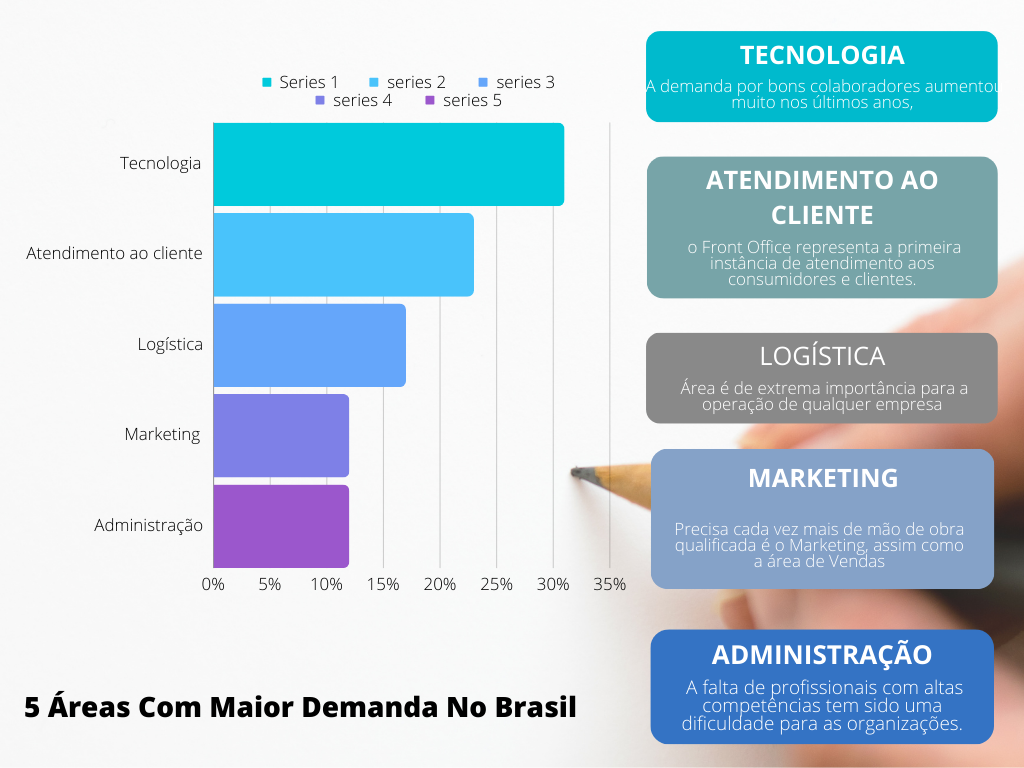 Series 1 series 2 series 3
series 4 series 5
Tecnologia
Atendimento ao cliente
Logística
Marketing
Administração
0% 5% 10% 15% 20% 25% 30% 35%
5 Áreas Com Maior Demanda No Brasil
TECNOLOGIA
A demanda por bons colaboradores aumentou
muito nos últimos anos,
ATENDIMENTO AO
CLIENTE
o Front Office representa a primeira
instância de atendimento aos
consumidores e clientes.
LOGÍSTICA
Área é de extrema importância para a
operação de qualquer empresa
MARKETING
Precisa cada vez mais de mão de obra
qualificada é o Marketing, assim como
a área de Vendas
ADMINISTRAÇÃO
A falta de profissionais com altas
competências tem sido uma
dificuldade para as organizações.